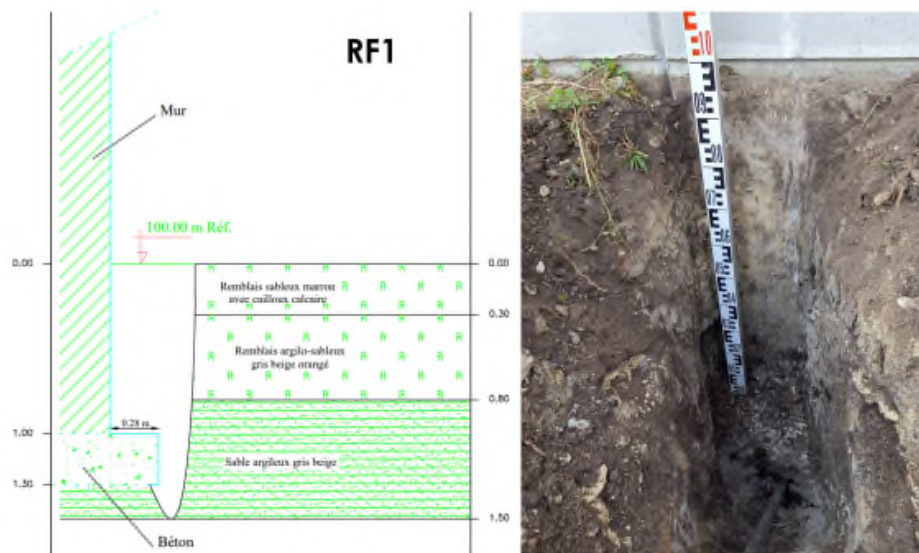 RF1
Mur
100.00 m Réf.
0,00
0.00
Remblais sableux marron
avec cailloux calcaire
0.30
Remblais argilo-sableux
gris beige orangé
0.80
0.28 m
1.00
Sable argileux gris beige
1.30
1.50
Béton
10